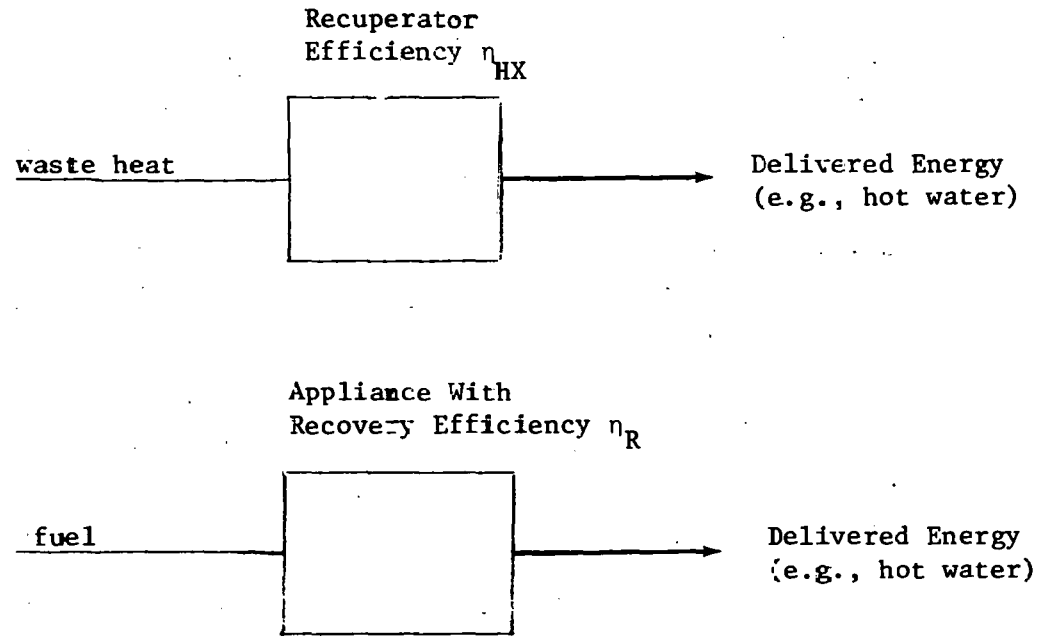 Recuperator
Efficiency η_HX
waste heat
Delivered Energy
(e.g., hot water)
Appliance With
Recovery Efficiency η_R
fuel
Delivered Energy
(e.g., hot water)